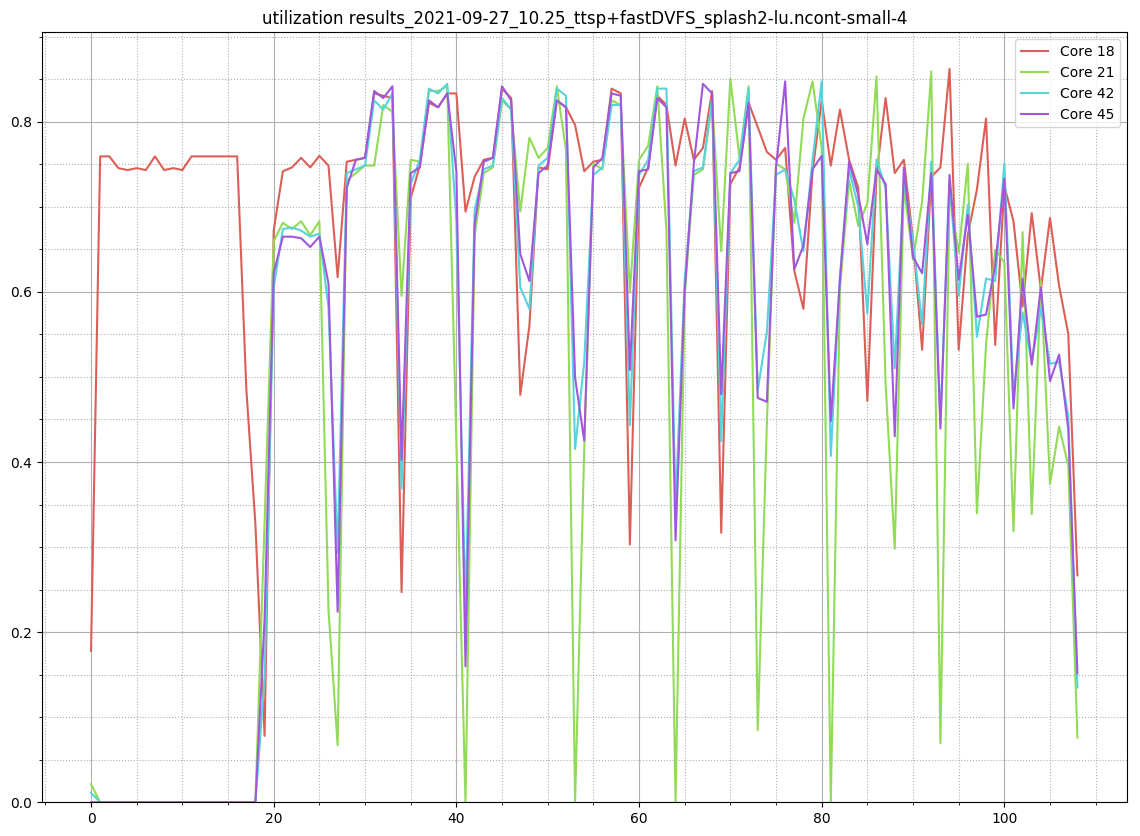 utilization results_2021-09-27_10.25_ttsp+fastDVFS_splash2-lu.ncont-small-4
Core 18
Core 21
Core 42
Core 45
0.8
0.6
0.4
0.2
0.0
0 20 40 60 80 100